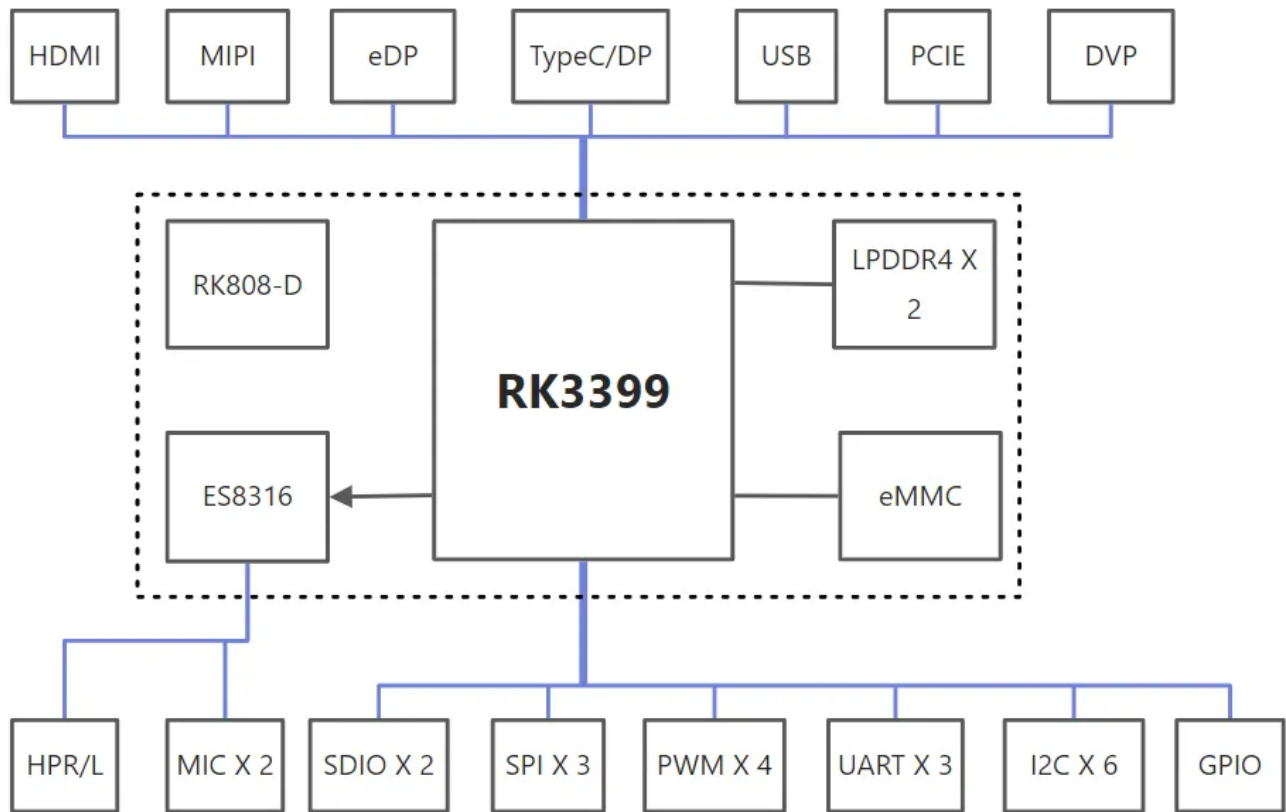 HDMI
MIPI
eDP
TypeC/DP
USB
PCIE
DVP
RK808-D
RK3399
LPDDR4 X
2
ES8316
eMMC
HPR/L
MIC X 2
SDIO X 2
SPI X 3
PWM X 4
UART X 3
I2C X 6
GPIO